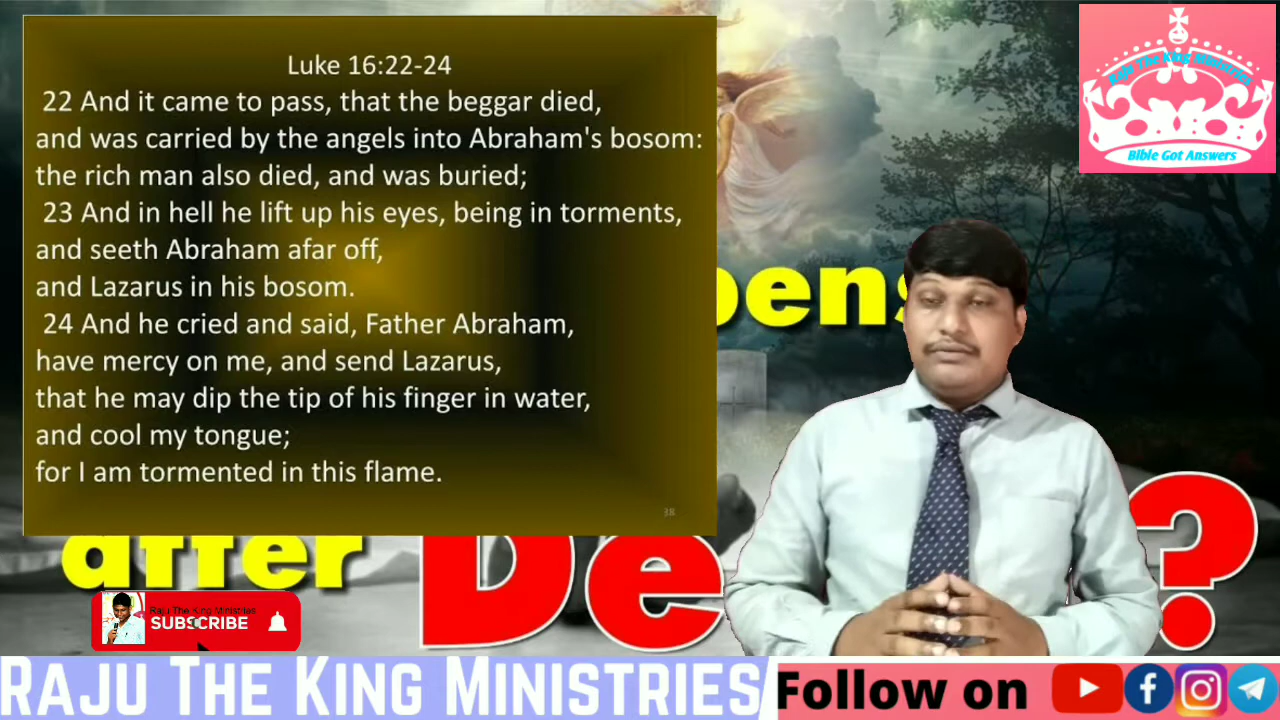 Luke 16:22-24
22 And it came to pass, that the beggar died,
and was carried by the angels into Abraham's bosom:
the rich man also died, and was buried;
23 And in hell he lift up his eyes, being in torments,
and seeth Abraham afar off,
and Lazarus in his bosom.
24 And he cried and said, Father Abraham,
have mercy on me, and send Lazarus,
that he may dip the tip of his finger in water,
and cool my tongue;
for I am tormented in this flame.
38
Raju The King Ministries
Bible Got Answers
pens
after De ?
Raju The King Ministries
SUBSCRIBE
RAJU THE KING MINISTRIES
Follow on